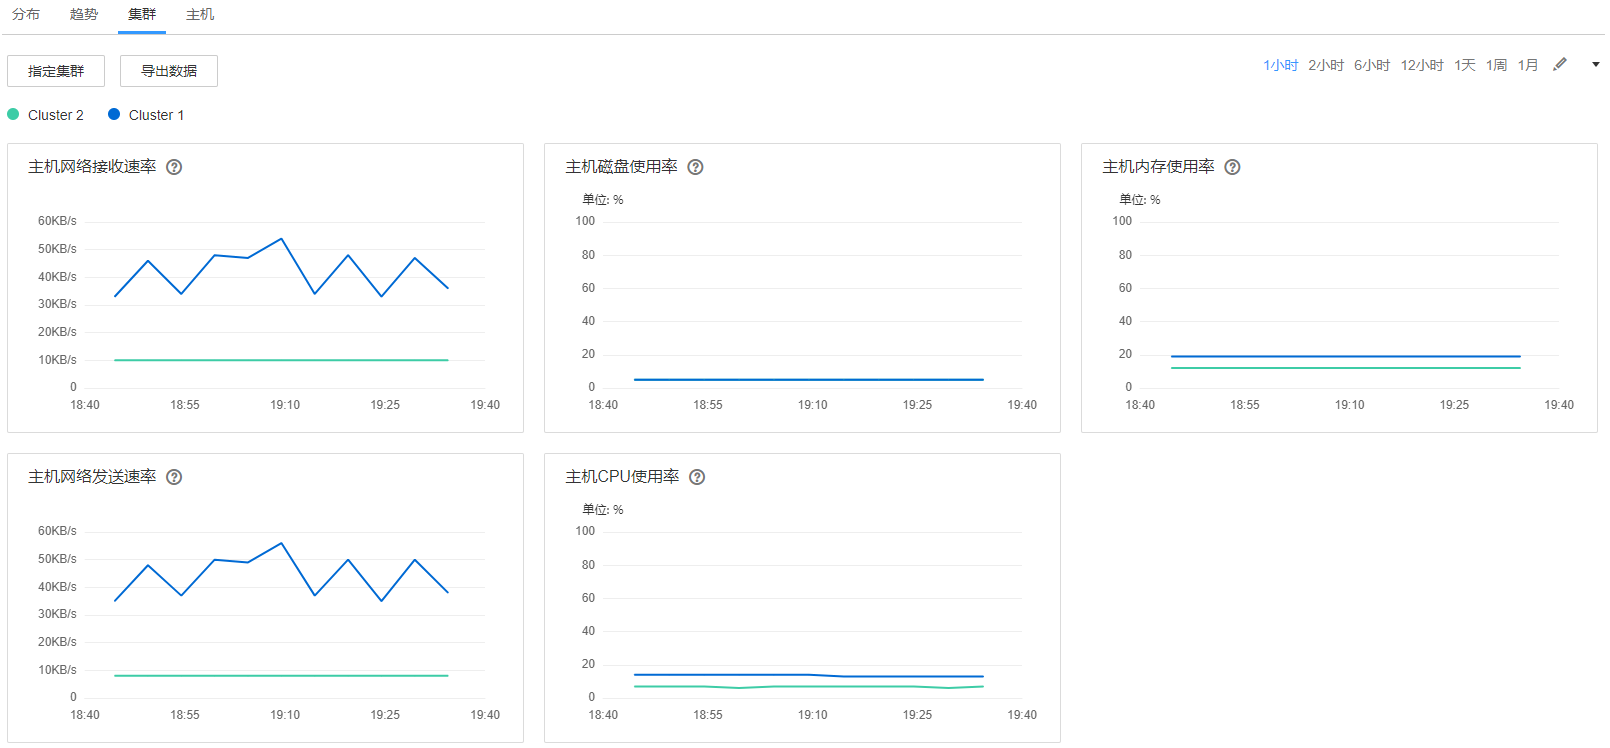 分布 趋势 集群 主机
指定集群 导出数据 1小时 2小时 6小时 12小时 1天 1周 1月
Cluster 2 Cluster 1
主机网络接收速率
60KB/s
50KB/s
40KB/s
30KB/s
20KB/s
10KB/s
0
18:40 18:55 19:10 19:25 19:40
主机磁盘使用率
单位: %
100
80
60
40
20
0
18:40 18:55 19:10 19:25 19:40
主机内存使用率
单位: %
100
80
60
40
20
0
18:40 18:55 19:10 19:25 19:40
主机网络发送速率
60KB/s
50KB/s
40KB/s
30KB/s
20KB/s
10KB/s
0
18:40 18:55 19:10 19:25 19:40
主机CPU使用率
单位: %
100
80
60
40
20
0
18:40 18:55 19:10 19:25 19:40